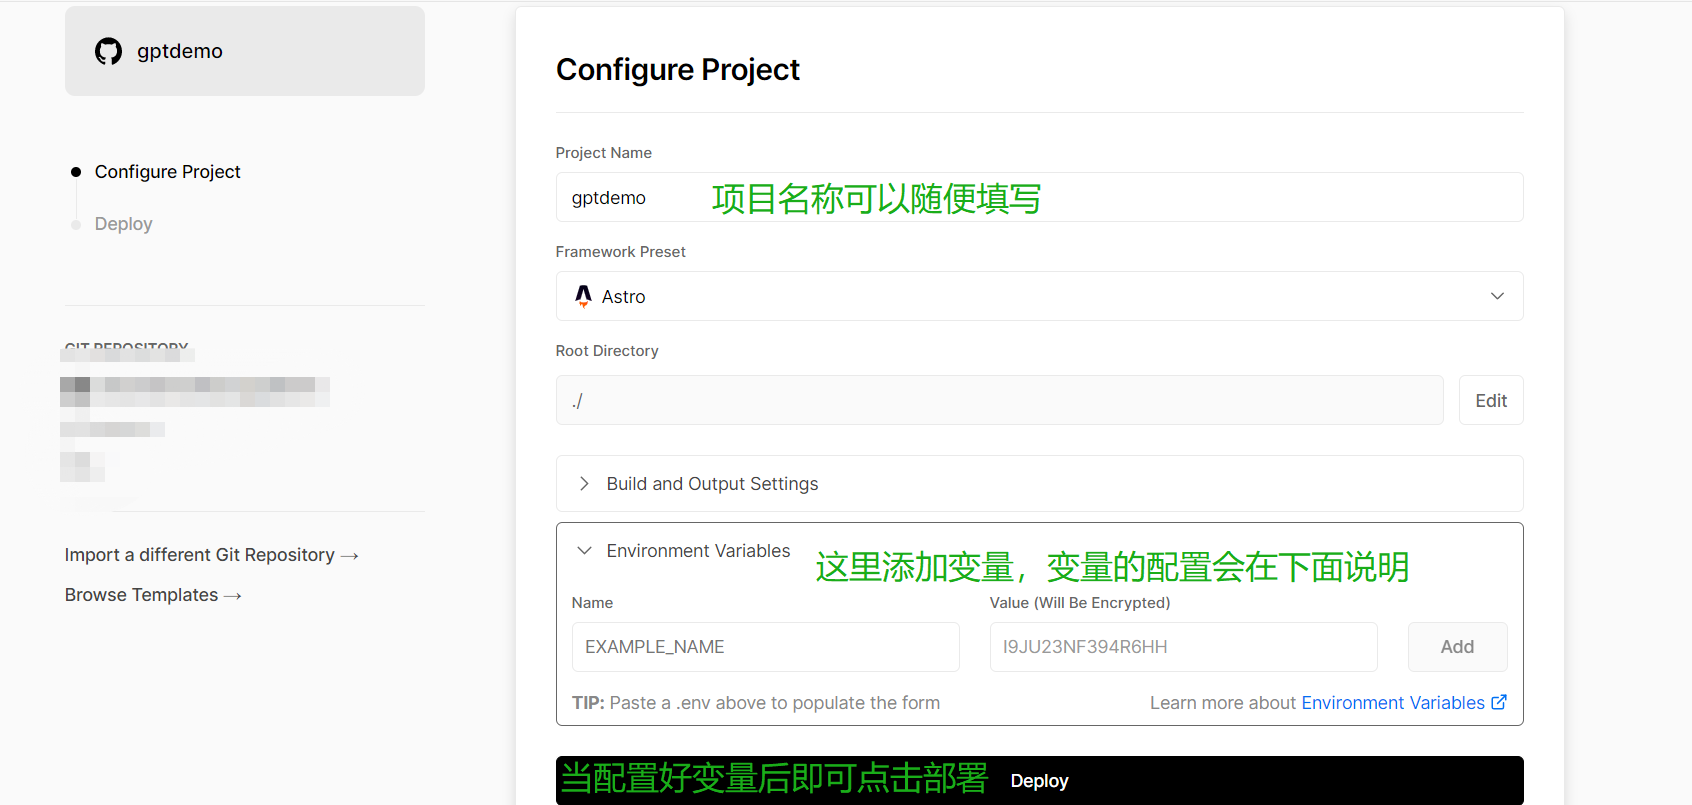 gptdemo
Configure Project
Deploy
GIT REPOSITORY
Import a different Git Repository →
Browse Templates →
Configure Project
Project Name
gptdemo 项目名称可以随便填写
Framework Preset
Astro
Root Directory
./
Edit
Build and Output Settings
Environment Variables 这里添加变量，变量的配置会在下面说明
Name Value (Will Be Encrypted)
EXAMPLE_NAME I9JU23NF394R6HH Add
TIP: Paste a .env above to populate the form Learn more about Environment Variables
当配置好变量后即可点击部署 Deploy